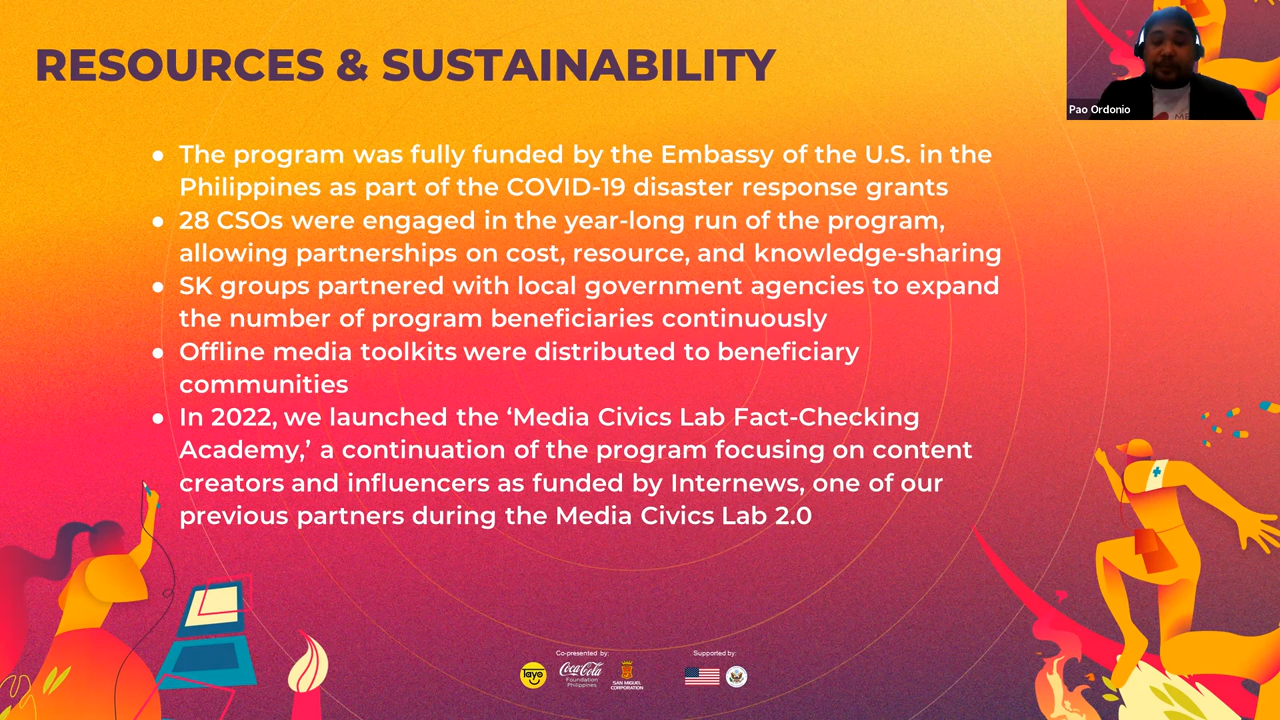 RESOURCES & SUSTAINABILITY
Pao Ordonio
● The program was fully funded by the Embassy of the U.S. in the
Philippines as part of the COVID-19 disaster response grants
● 28 CSOs were engaged in the year-long run of the program,
allowing partnerships on cost, resource, and knowledge-sharing
● SK groups partnered with local government agencies to expand
the number of program beneficiaries continuously
● Offline media toolkits were distributed to beneficiary
communities
● In 2022, we launched the ‘Media Civics Lab Fact-Checking
Academy,’ a continuation of the program focusing on content
creators and influencers as funded by Internews, one of our
previous partners during the Media Civics Lab 2.0
Co-presented by:
Supported by:
Tayo
Coca-Cola
Foundation
Philippines
SAN MIGUEL
CORPORATION